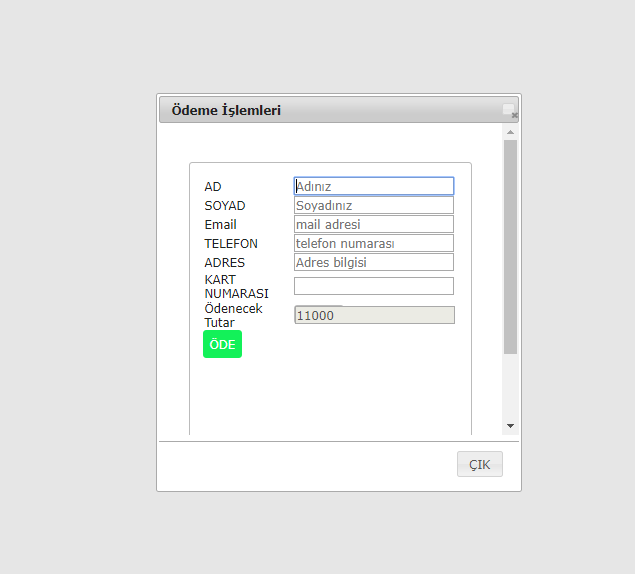 Ödeme İşlemleri
AD
Adınız
SOYAD
Soyadınız
Email
mail adresi
TELEFON
telefon numarası
ADRES
Adres bilgisi
KART
NUMARASI
Ödenecek
Tutar
11000
ÖDE
ÇIK